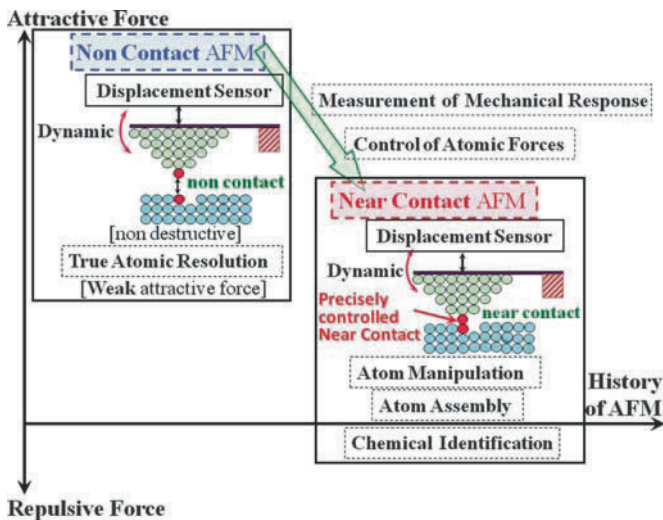 Attractive Force
Non Contact AFM
Displacement Sensor
Dynamic
non contact
[non destructive]
True Atomic Resolution
[Weak attractive force]
Measurement of Mechanical Response
Control of Atomic Forces
Near Contact AFM
Displacement Sensor
Dynamic
Precisely
controlled
Near Contact
near contact
Atom Manipulation
Atom Assembly
Chemical Identification
History
of AFM
Repulsive Force